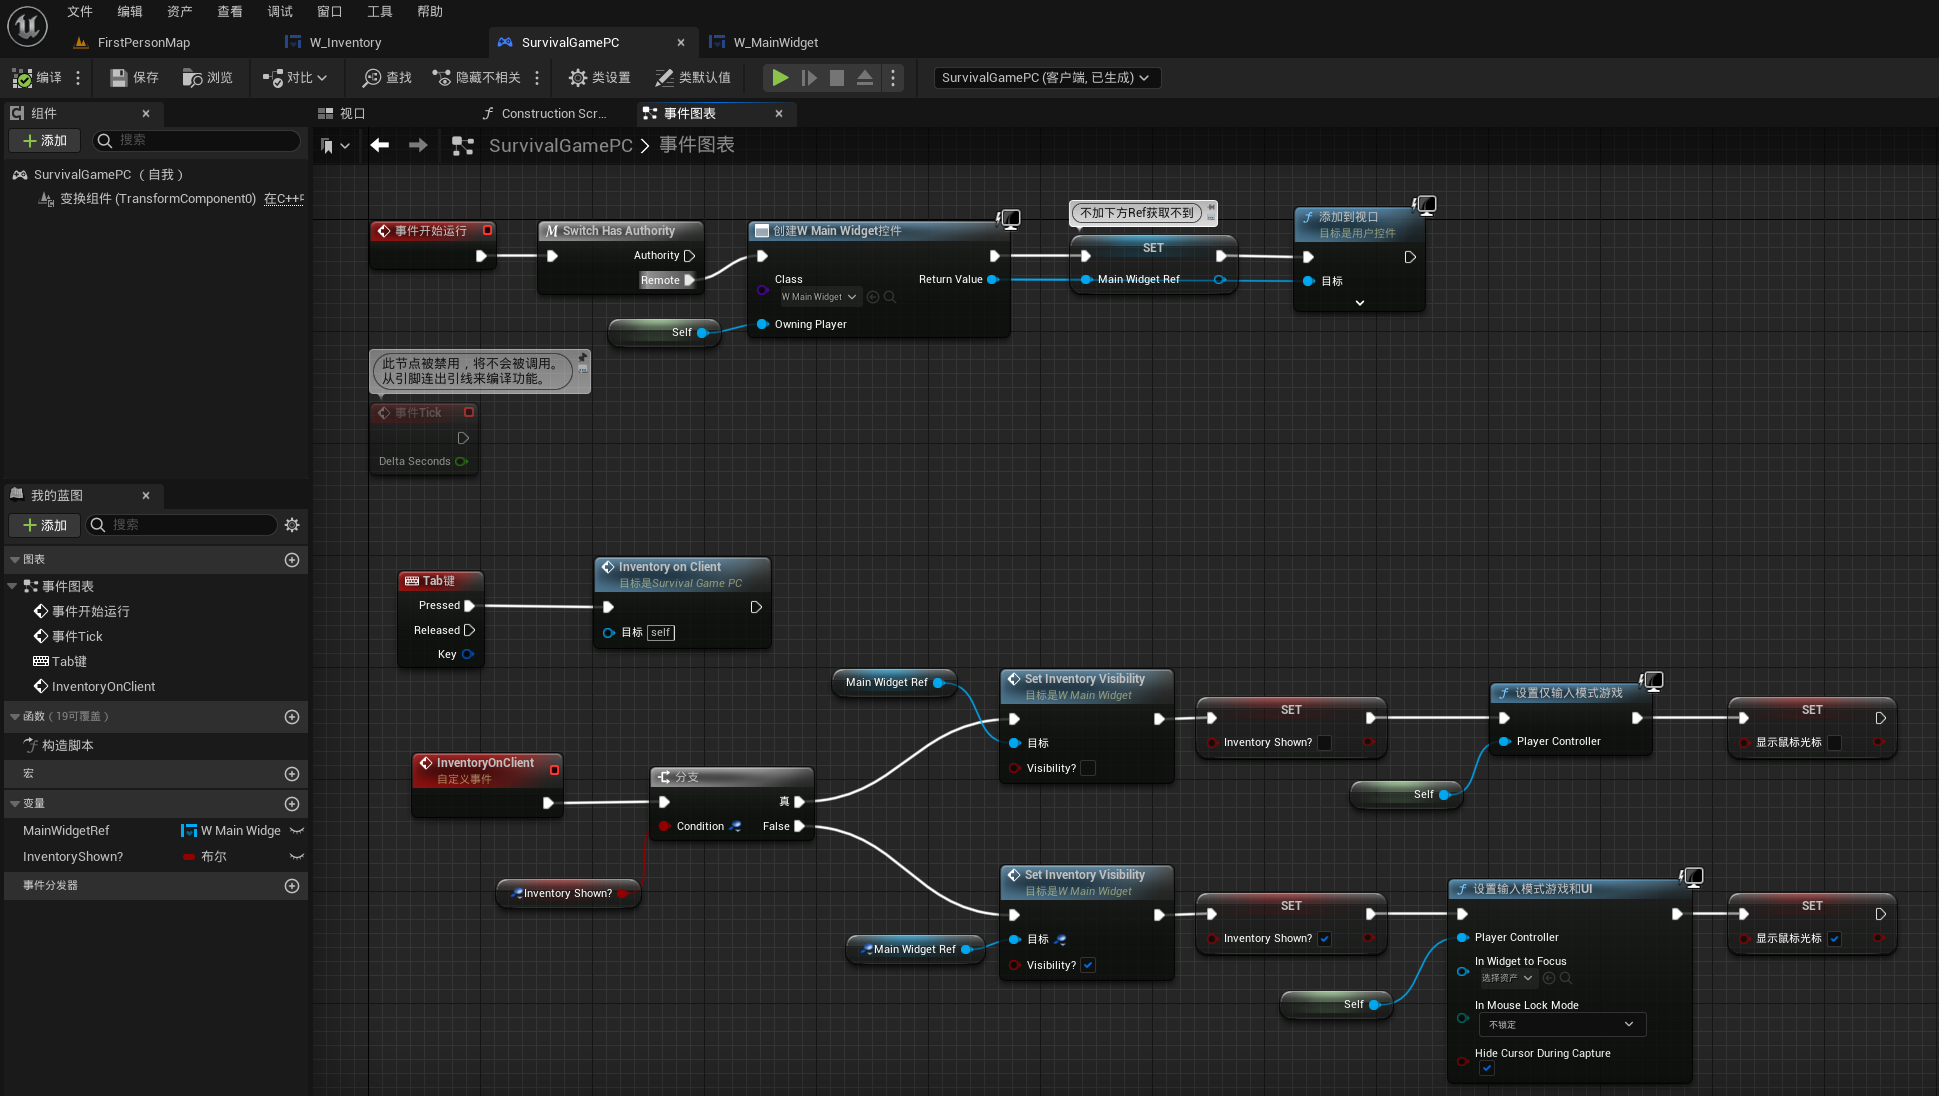 文件 编辑 资产 查看 调试 窗口 工具 帮助
FirstPersonMap W_Inventory SurvivalGamePC W_MainWidget
编译 保存 浏览 对比 查找 隐藏不相关 类设置 类默认值 SurvivalGamePC (客户端, 已生成)
组件
添加 搜索
SurvivalGamePC （自我）
变换组件 (TransformComponent0) 在C++中
视口 Construction Scr... 事件图表
SurvivalGamePC > 事件图表
我的蓝图
添加 搜索
图表
事件图表
事件开始运行
事件Tick
Tab键
InventoryOnClient
函数（19可覆盖）
构造脚本
宏
变量
MainWidgetRef W Main Widge
InventoryShown? 布尔
事件分发器
事件开始运行
Switch Has Authority
Authority
Remote
Self
创建W Main Widget控件
Class
W Main Widget
Return Value
Owning Player
不加下方Ref获取不到
SET
Main Widget Ref
添加到视口
目标是用户控件
目标
此节点被禁用，将不会被调用。
从引脚连出引线来编译功能。
事件Tick
Delta Seconds
Tab键
Pressed
Released
Key
Inventory on Client
目标是Survival Game PC
目标 self
InventoryOnClient
自定义事件
分支
真
Condition False
Inventory Shown?
Main Widget Ref
Set Inventory Visibility
目标是W Main Widget
目标
Visibility?
SET
Inventory Shown?
设置仅输入模式游戏
Player Controller
Self
SET
显示鼠标光标
Main Widget Ref
Set Inventory Visibility
目标是W Main Widget
目标
Visibility?
SET
Inventory Shown?
Self
设置输入模式游戏和UI
Player Controller
In Widget to Focus
选择资产
In Mouse Lock Mode
不锁定
Hide Cursor During Capture
SET
显示鼠标光标